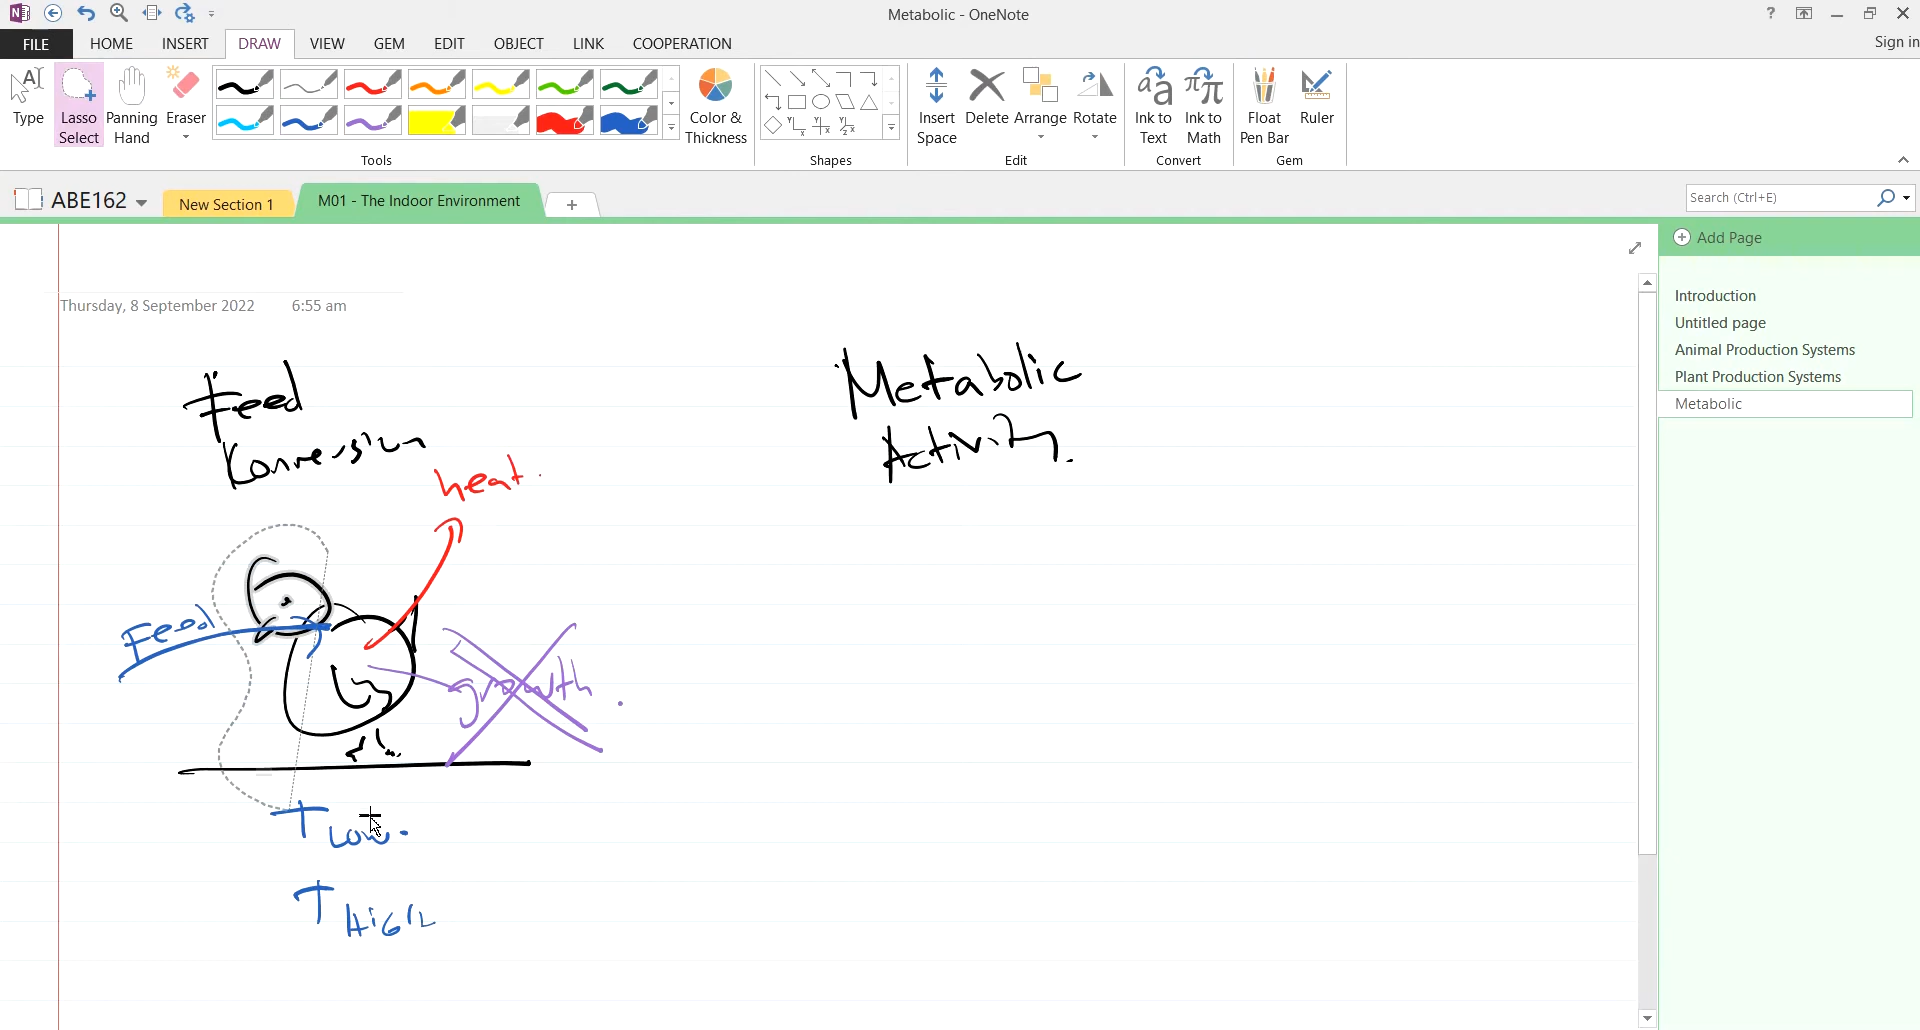 Metabolic - OneNote
?
FILE HOME INSERT DRAW VIEW GEM EDIT OBJECT LINK COOPERATION
Sign in
Type
Lasso Select
Panning Hand
Eraser
Color & Thickness
Insert Space
Delete
Arrange
Rotate
Ink to Text
Ink to Math
Float Pen Bar
Ruler
Tools Shapes Edit Convert Gem
ABE162
New Section 1
M01 - The Indoor Environment
Search (Ctrl+E)
Add Page
Introduction
Untitled page
Animal Production Systems
Plant Production Systems
Metabolic
Thursday, 8 September 2022 6:55 am
Feed
Conversion
Metabolic
Activity.
heat.
Feed
growth.
T Low.
T High